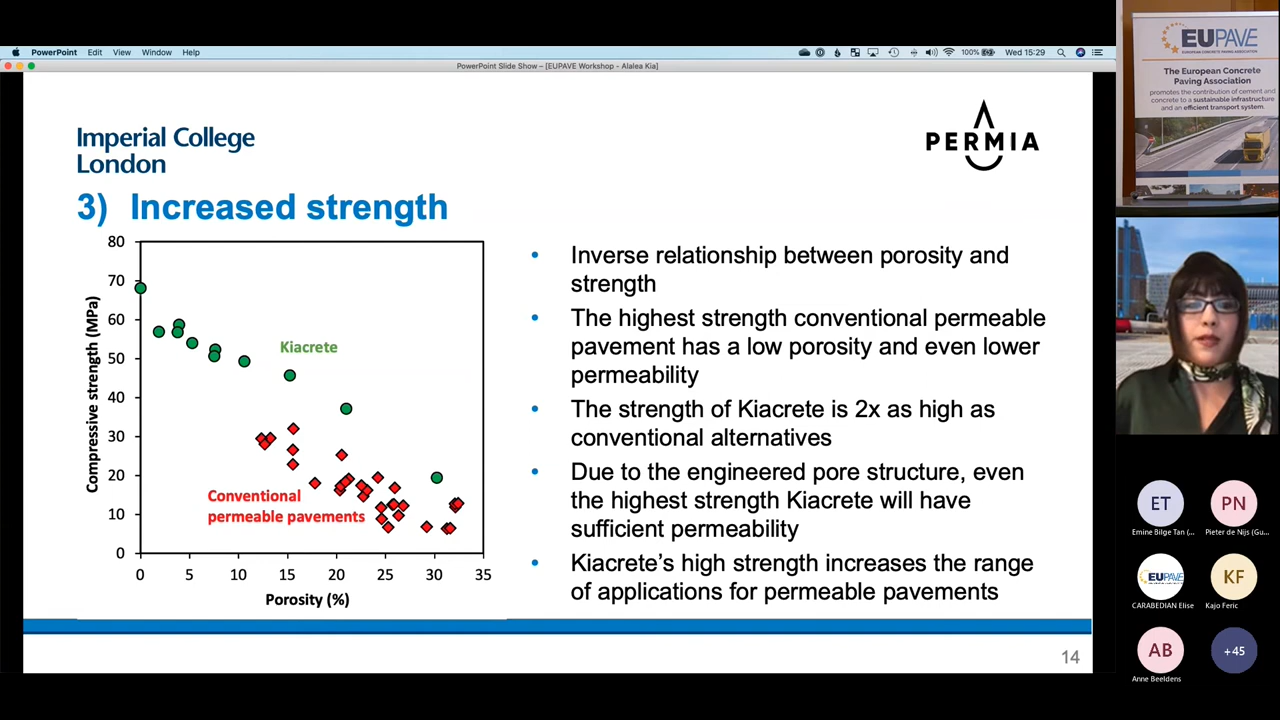 PowerPoint Edit View Window Help
100% Wed 15:29
PowerPoint Slide Show – [EUPAVE Workshop - Alalea Kia]
Imperial College
London
PERMIA
3) Increased strength
80
70
60
50
40
30
20
10
0
Compressive strength (MPa)
Kiacrete
Conventional
permeable pavements
0 5 10 15 20 25 30 35
Porosity (%)
• Inverse relationship between porosity and
strength
• The highest strength conventional permeable
pavement has a low porosity and even lower
permeability
• The strength of Kiacrete is 2x as high as
conventional alternatives
• Due to the engineered pore structure, even
the highest strength Kiacrete will have
sufficient permeability
• Kiacrete’s high strength increases the range
of applications for permeable pavements
14
EUPAVE
EUROPEAN CONCRETE PAVING ASSOCIATION
The European Concrete
Paving Association
promotes the contribution of cement and
concrete to a sustainable infrastructure
and an efficient transport system.
ET PN
Emine Bilge Tan (... Pieter de Nijs (Gu...
EUPAVE KF
CARABEDIAN Elise Kajo Feric
AB +45
Anne Beeldens